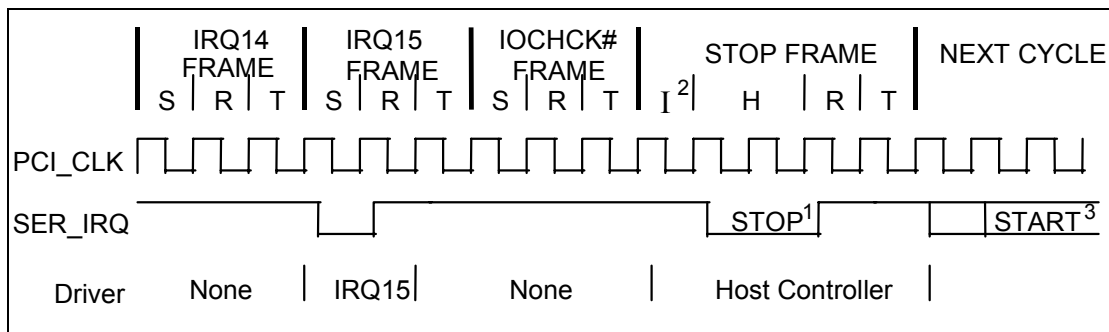 IRQ14 IRQ15 IOCHCK# STOP FRAME NEXT CYCLE
FRAME FRAME FRAME
S R T S R T S R T I 2 H R T
PCI_CLK
SER_IRQ STOP1 START3
Driver None IRQ15 None Host Controller